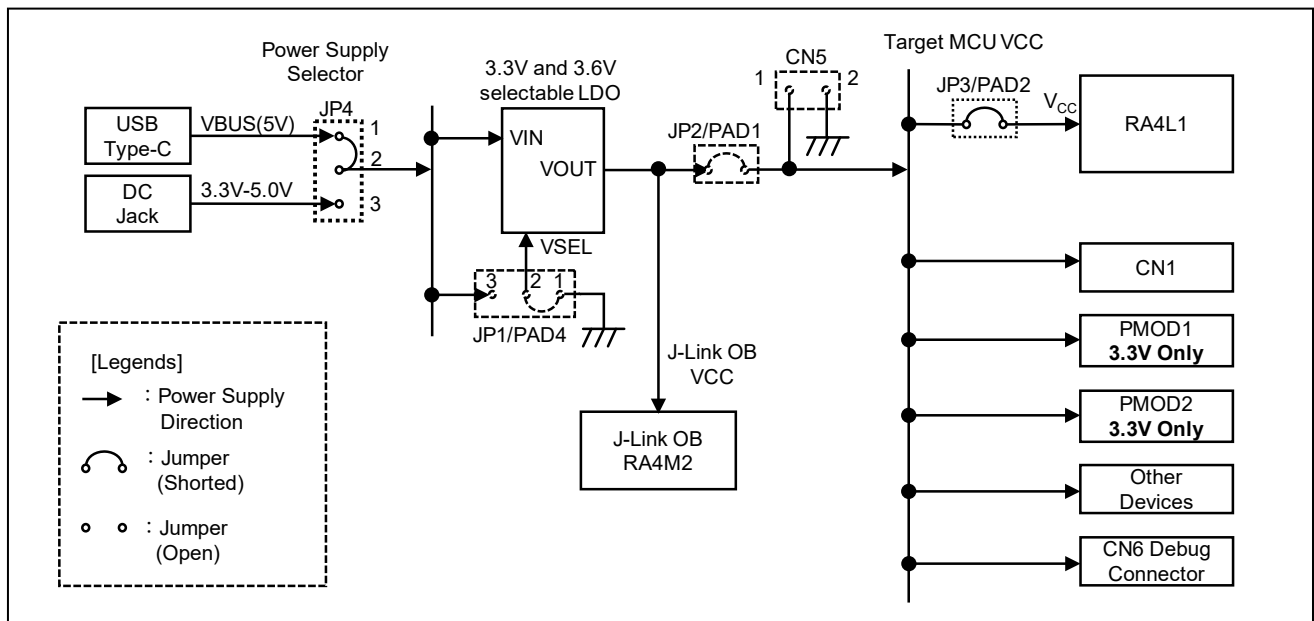 Power Supply
Selector
JP4
USB
Type-C
VBUS(5V)
1
2
3
DC
Jack
3.3V-5.0V
3.3V and 3.6V
selectable LDO
VIN
VOUT
VSEL
3 2 1
JP1/PAD4
JP2/PAD1
CN5
1 2
Target MCU VCC
JP3/PAD2
VCC
RA4L1
CN1
PMOD1
3.3V Only
PMOD2
3.3V Only
Other
Devices
CN6 Debug
Connector
J-Link OB
VCC
J-Link OB
RA4M2
[Legends]
: Power Supply
Direction
: Jumper
(Shorted)
: Jumper
(Open)